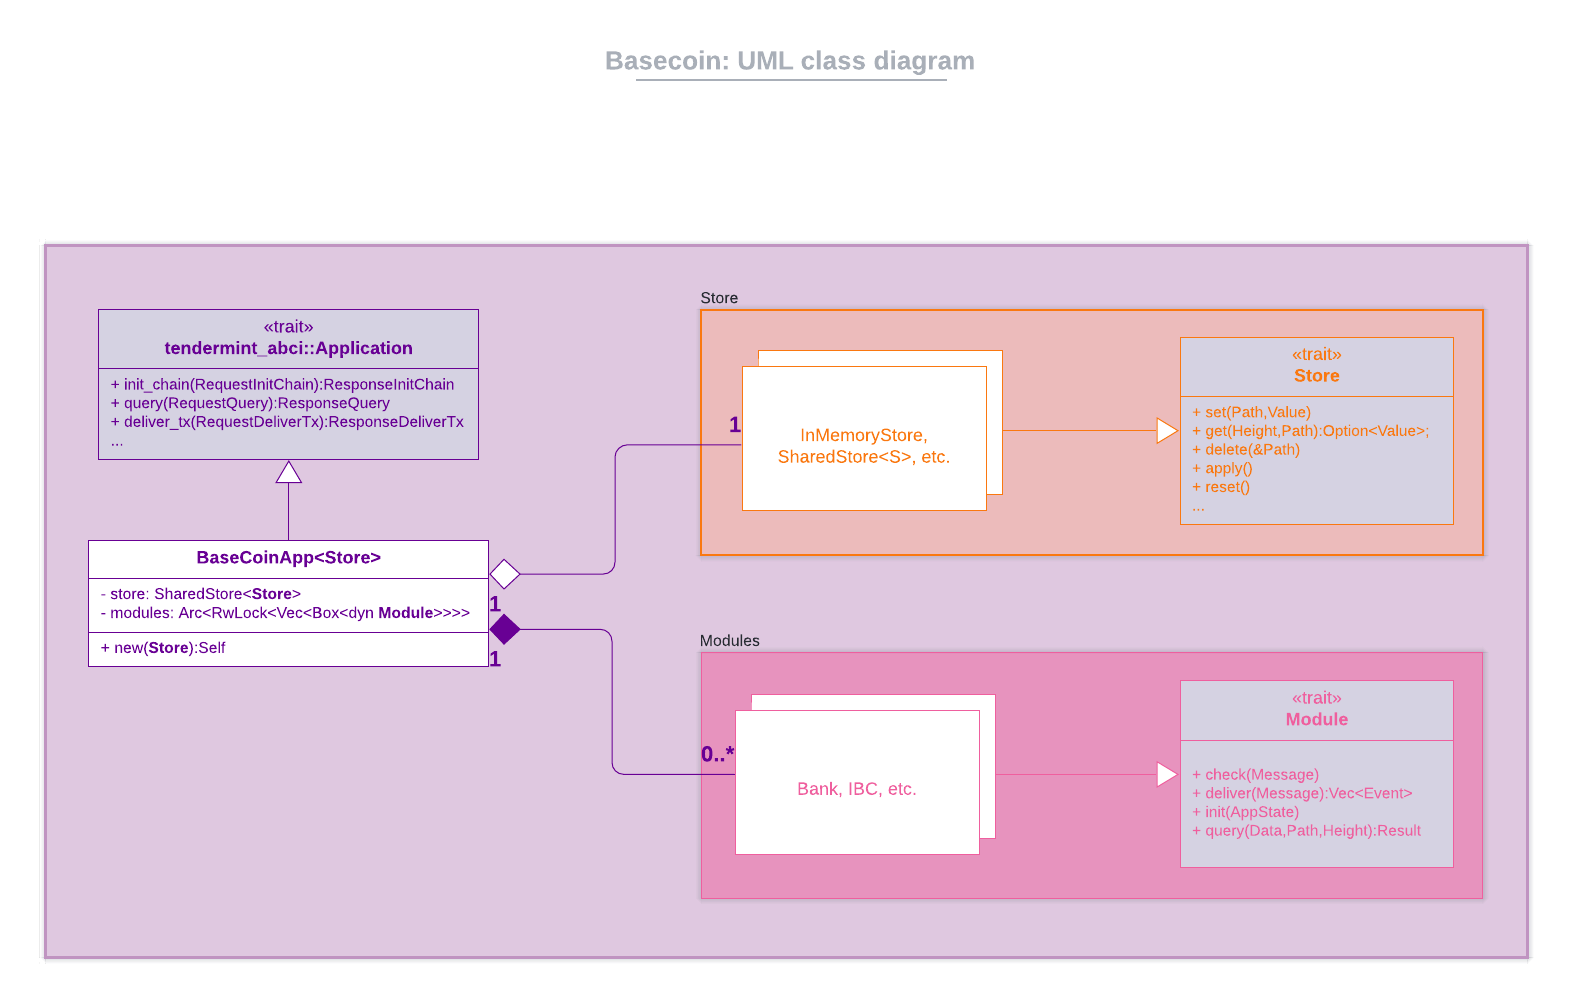 Basecoin: UML class diagram
«trait»
tendermint_abci::Application
+ init_chain(RequestInitChain):ResponseInitChain
+ query(RequestQuery):ResponseQuery
+ deliver_tx(RequestDeliverTx):ResponseDeliverTx
...
BaseCoinApp<Store>
- store: SharedStore<Store>
- modules: Arc<RwLock<Vec<Box<dyn Module>>>>
+ new(Store):Self
1
1
Store
1
InMemoryStore,
SharedStore<S>, etc.
«trait»
Store
+ set(Path,Value)
+ get(Height,Path):Option<Value>;
+ delete(&Path)
+ apply()
+ reset()
...
Modules
0..*
Bank, IBC, etc.
«trait»
Module
+ check(Message)
+ deliver(Message):Vec<Event>
+ init(AppState)
+ query(Data,Path,Height):Result